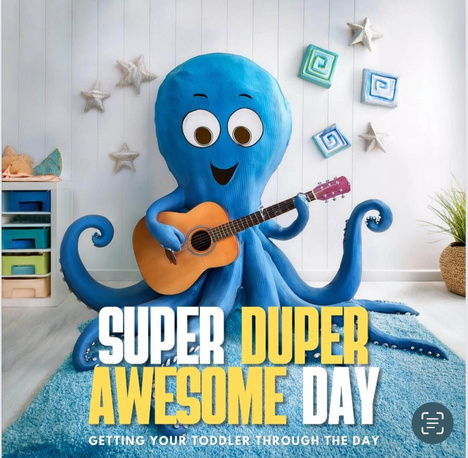 SUPER DUPER
AWESOME DAY
GETTING YOUR TODDLER THROUGH THE DAY